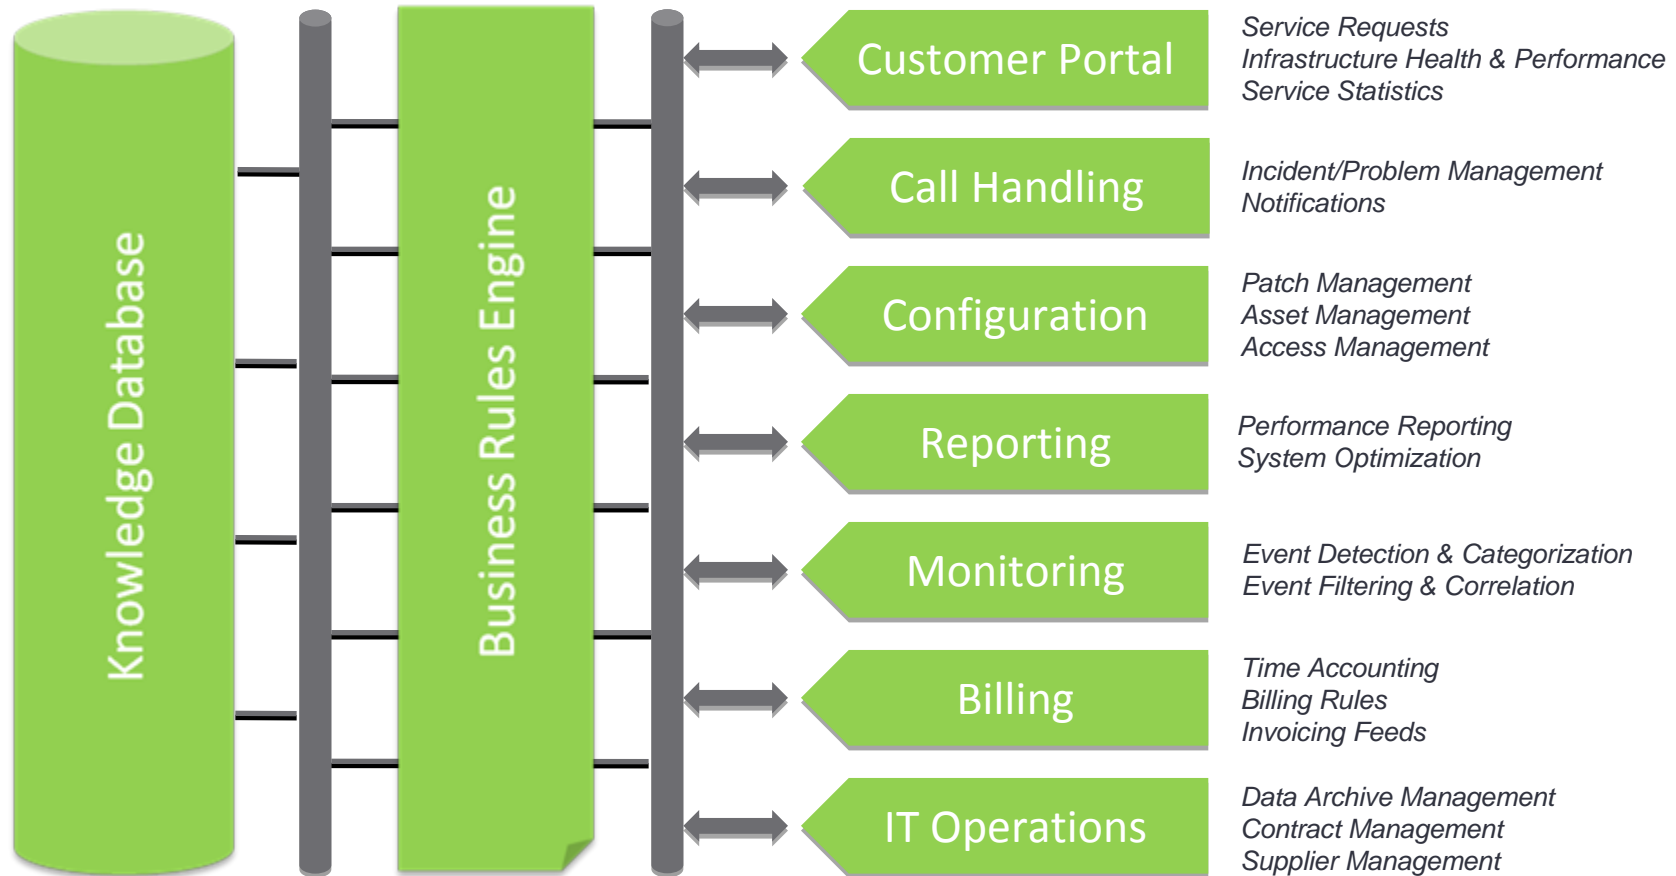 Knowledge Database
Business Rules Engine
Customer Portal
Service Requests
Infrastructure Health & Performance
Service Statistics
Call Handling
Incident/Problem Management
Notifications
Configuration
Patch Management
Asset Management
Access Management
Reporting
Performance Reporting
System Optimization
Monitoring
Event Detection & Categorization
Event Filtering & Correlation
Billing
Time Accounting
Billing Rules
Invoicing Feeds
IT Operations
Data Archive Management
Contract Management
Supplier Management